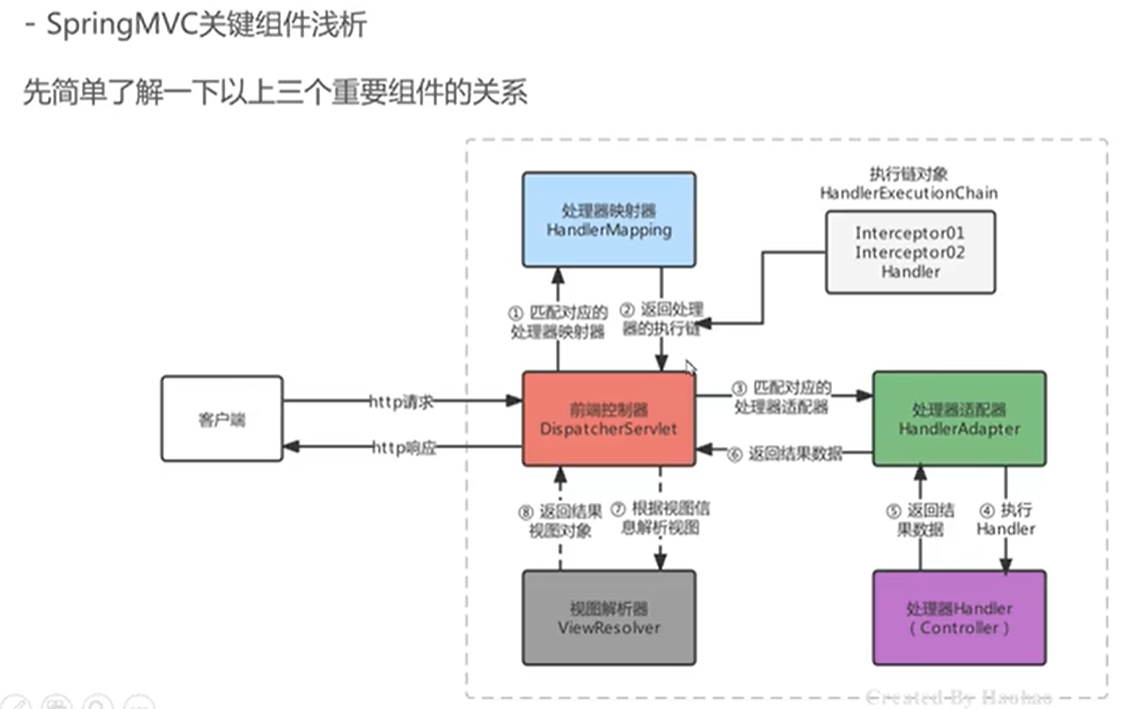 - SpringMVC关键组件浅析
先简单了解一下以上三个重要组件的关系
执行链对象
HandlerExecutionChain
处理器映射器
HandlerMapping
Interceptor01
Interceptor02
Handler
① 匹配对应的
处理器映射器
② 返回处理
器的执行链
客户端
http请求
http响应
前端控制器
DispatcherServlet
③ 匹配对应的
处理器适配器
⑥ 返回结果数据
处理器适配器
HandlerAdapter
⑧ 返回结果
视图对象
⑦ 根据视图信
息解析视图
⑤ 返回结
果数据
④ 执行
Handler
视图解析器
ViewResolver
处理器Handler
（Controller）
Created By Haohao